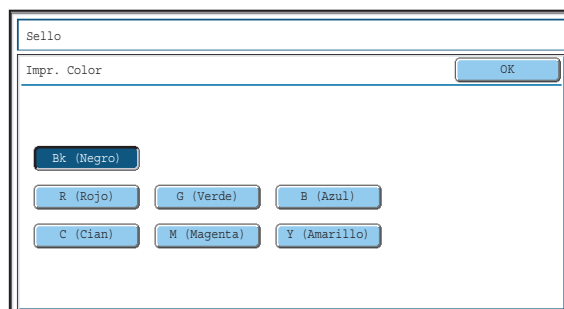 Sello
Impr. Color OK
Bk (Negro)
R (Rojo) G (Verde) B (Azul)
C (Cian) M (Magenta) Y (Amarillo)